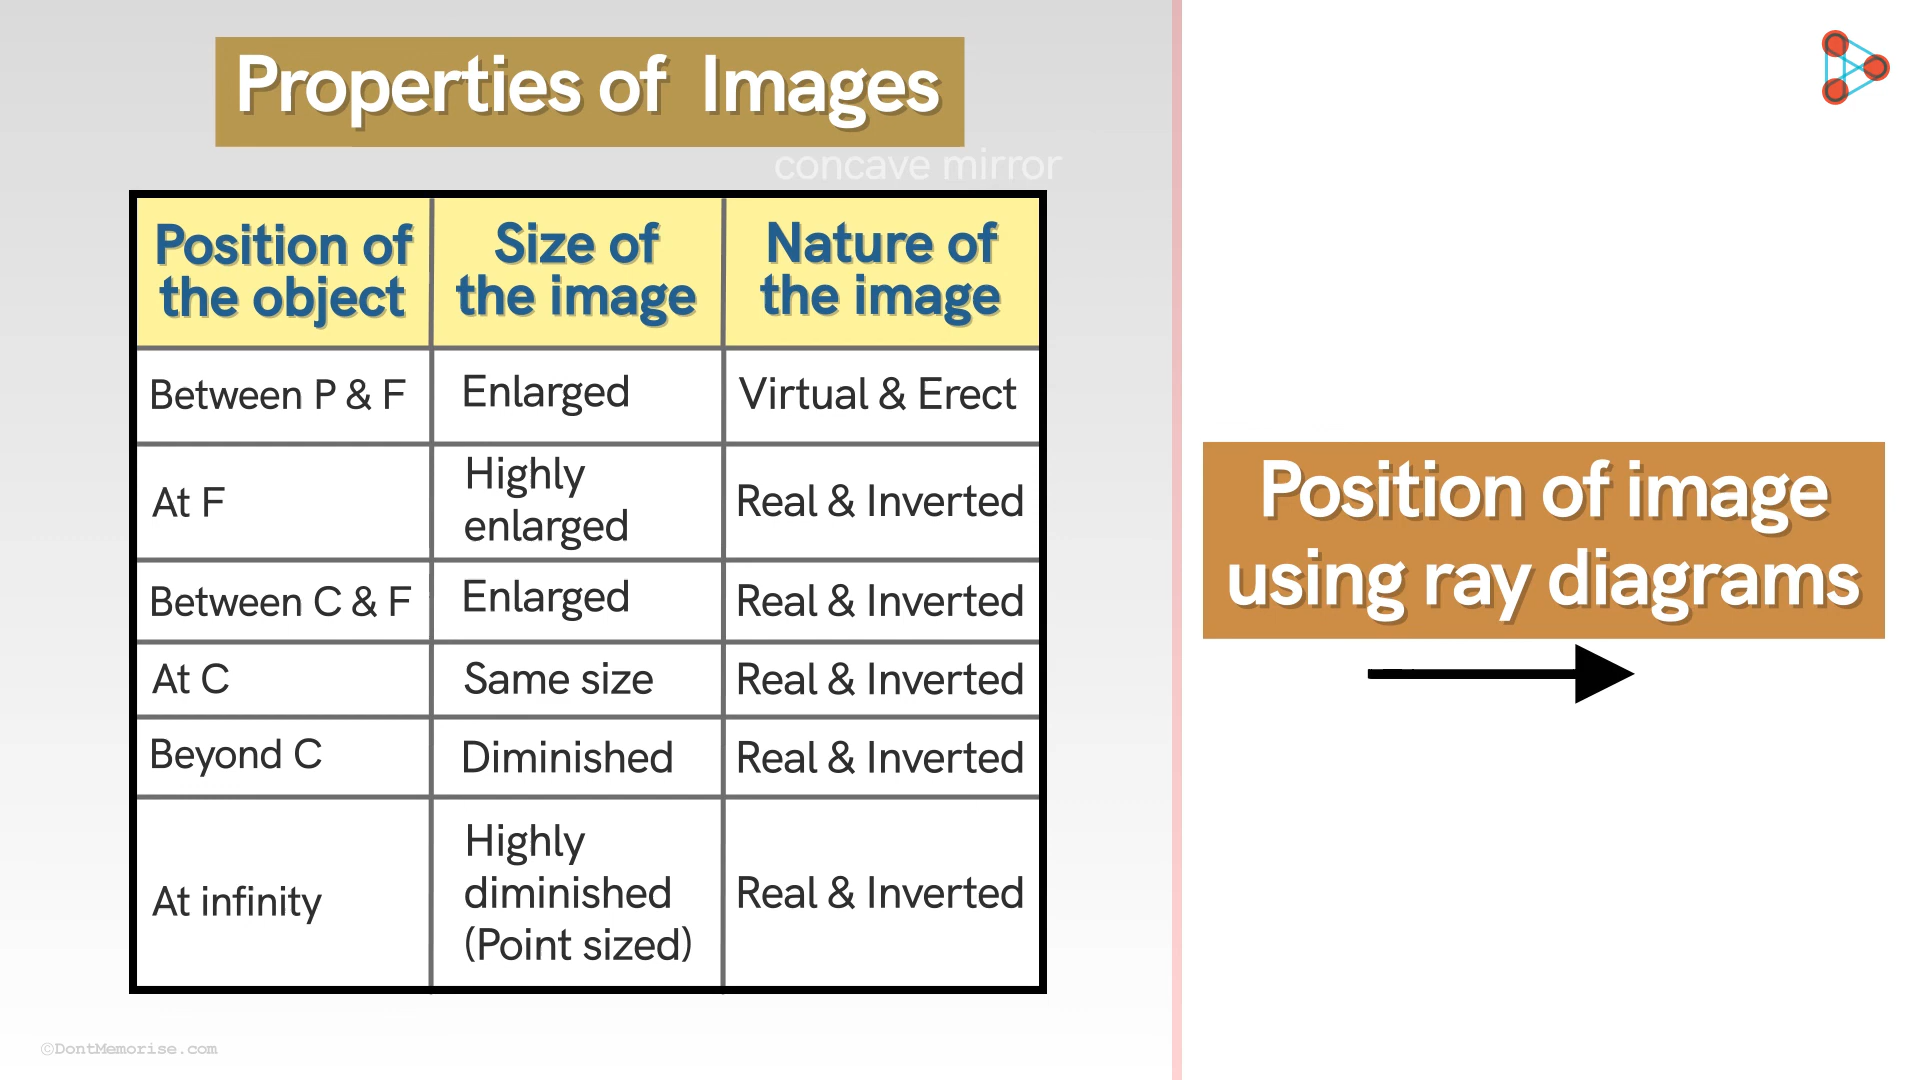 Properties of Images
concave mirror
Position of
the object
Size of
the image
Nature of
the image
Between P & F
Enlarged
Virtual & Erect
At F
Highly
enlarged
Real & Inverted
Between C & F
Enlarged
Real & Inverted
At C
Same size
Real & Inverted
Beyond C
Diminished
Real & Inverted
At infinity
Highly
diminished
(Point sized)
Real & Inverted
Position of image
using ray diagrams
©DontMemorise.com